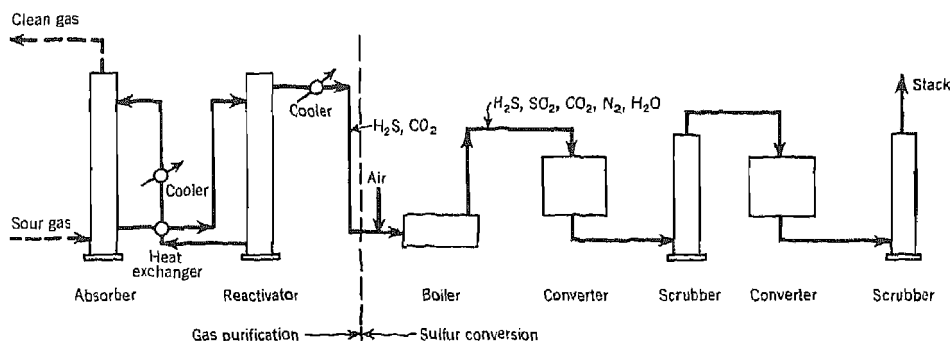 Clean gas
Sour gas
Absorber
Cooler
Heat
exchanger
Reactivator
Cooler
H₂S, CO₂
Air
Boiler
H₂S, SO₂, CO₂, N₂, H₂O
Converter
Scrubber
Converter
Stack
Scrubber
Gas purification
Sulfur conversion